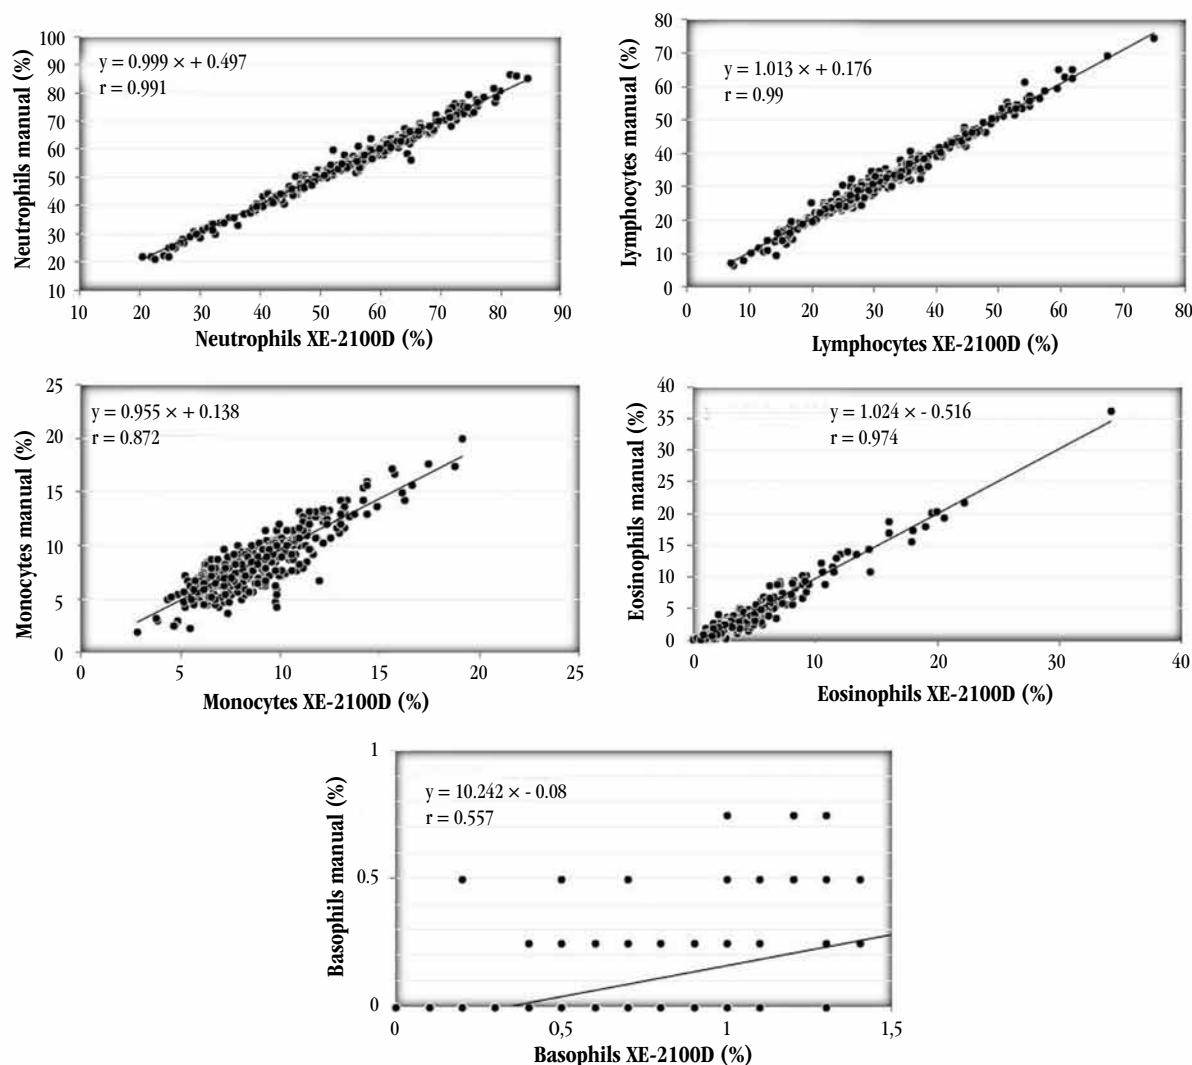 y = 0.999 × + 0.497
r = 0.991
Neutrophils manual (%)
100
90
80
70
60
50
40
30
20
10
10 20 30 40 50 60 70 80 90
Neutrophils XE-2100D (%)
y = 1.013 × + 0.176
r = 0.99
Lymphocytes manual (%)
80
70
60
50
40
30
20
10
0
0 10 20 30 40 50 60 70 80
Lymphocytes XE-2100D (%)
y = 0.955 × + 0.138
r = 0.872
Monocytes manual (%)
25
20
15
10
5
0
0 5 10 15 20 25
Monocytes XE-2100D (%)
y = 1.024 × - 0.516
r = 0.974
Eosinophils manual (%)
40
35
30
25
20
15
10
5
0
0 10 20 30 40
Eosinophils XE-2100D (%)
y = 10.242 × - 0.08
r = 0.557
Basophils manual (%)
1
0.5
0
0 0,5 1 1,5
Basophils XE-2100D (%)